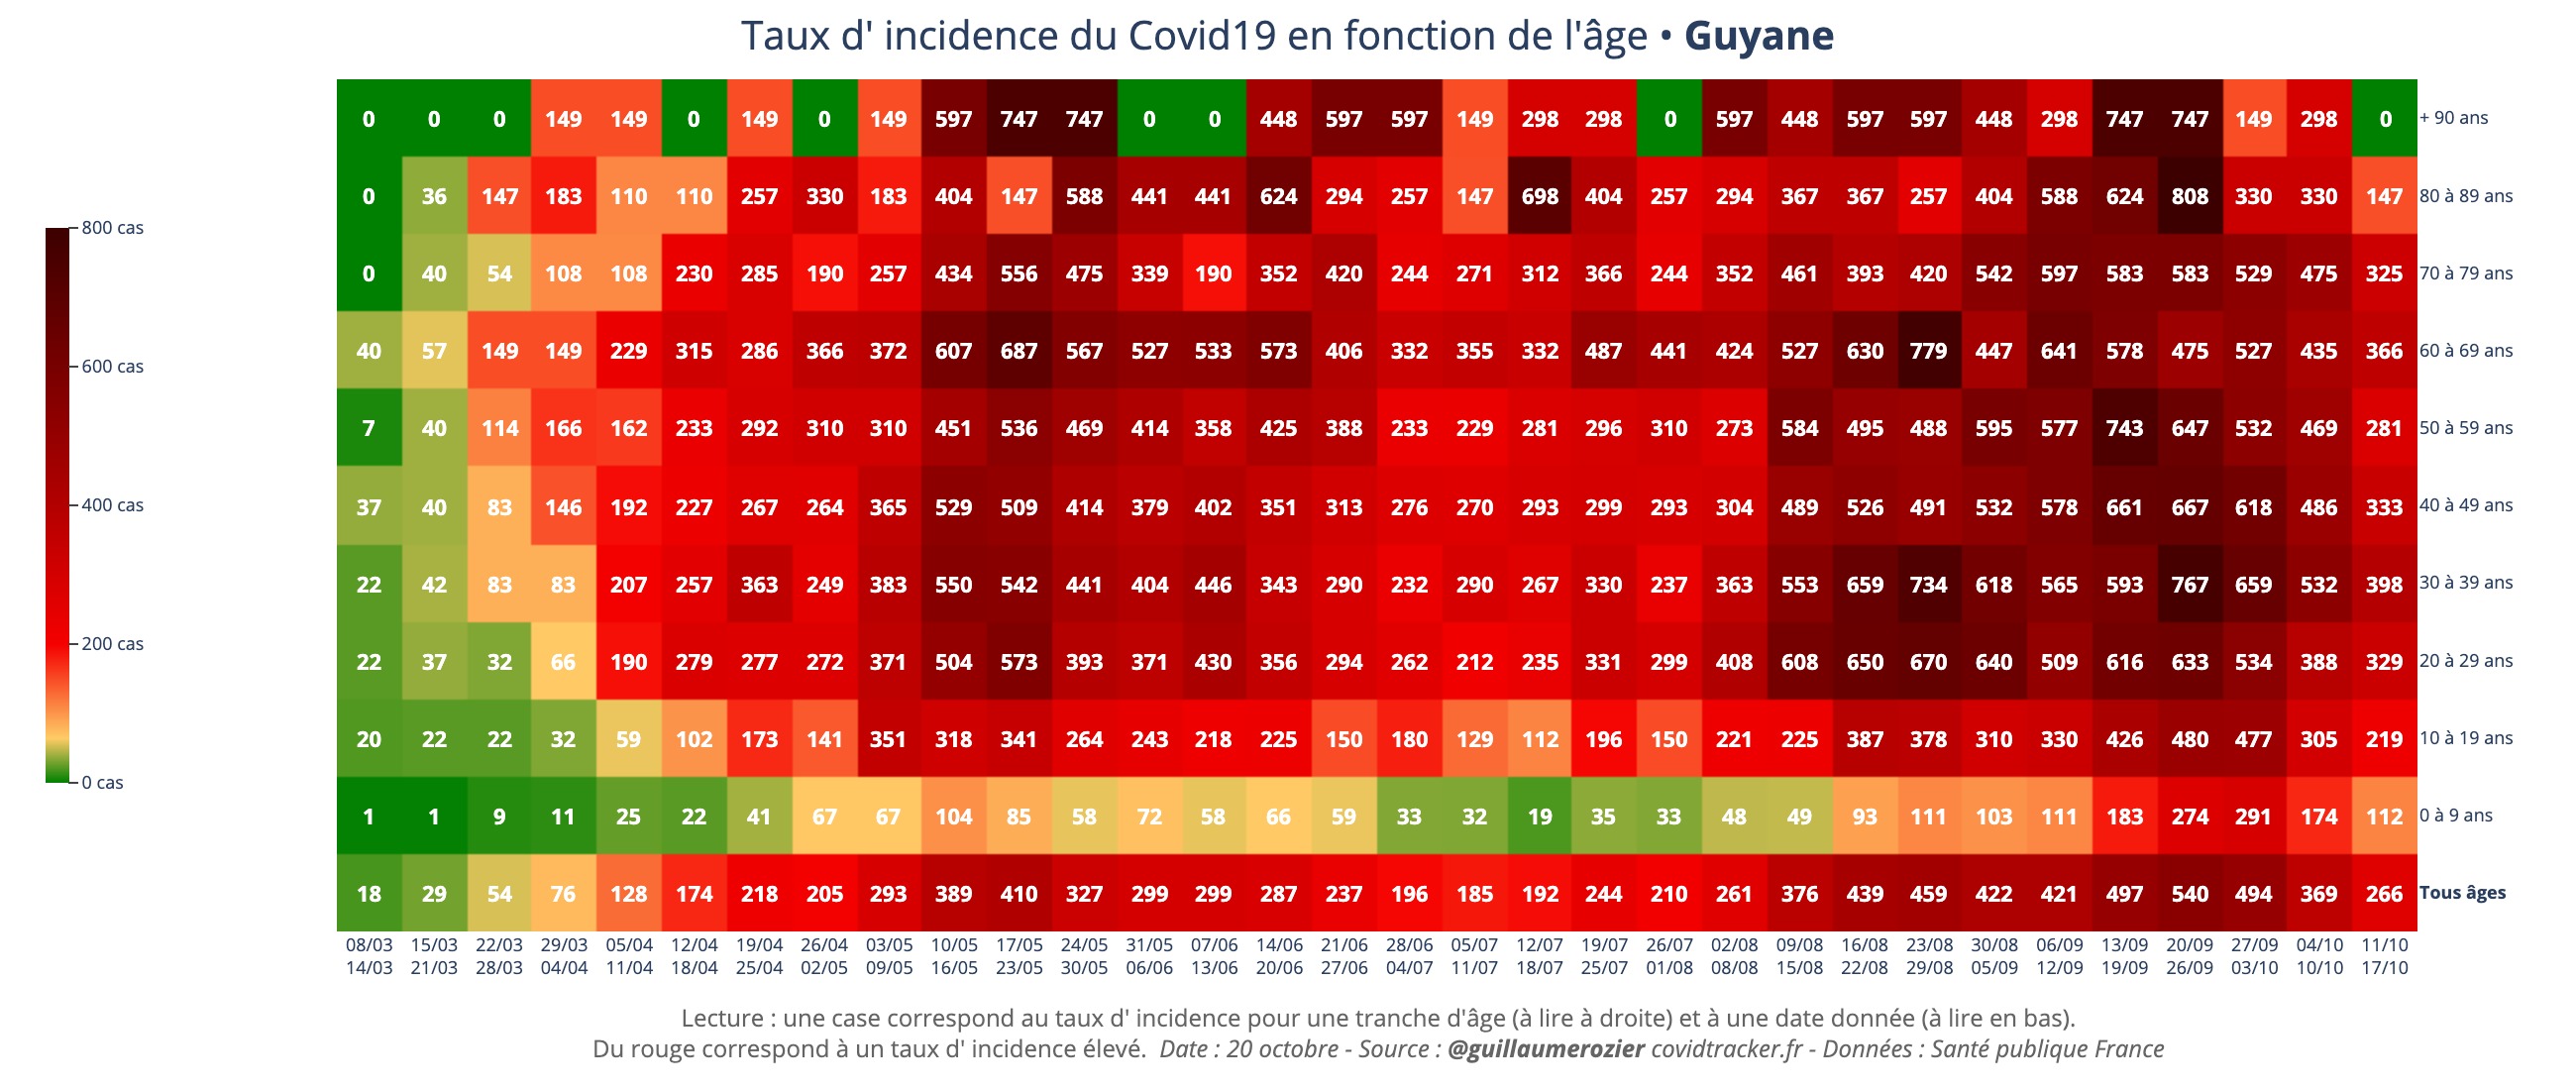 Taux d' incidence du Covid19 en fonction de l'âge • Guyane
800 cas
600 cas
400 cas
200 cas
0 cas
0 0 0 149 149 0 149 0 149 597 747 747 0 0 448 597 597 149 298 298 0 597 448 597 597 448 298 747 747 149 298 0 + 90 ans
0 36 147 183 110 110 257 330 183 404 147 588 441 441 624 294 257 147 698 404 257 294 367 367 257 404 588 624 808 330 330 147 80 à 89 ans
0 40 54 108 108 230 285 190 257 434 556 475 339 190 352 420 244 271 312 366 244 352 461 393 420 542 597 583 583 529 475 325 70 à 79 ans
40 57 149 149 229 315 286 366 372 607 687 567 527 533 573 406 332 355 332 487 441 424 527 630 779 447 641 578 475 527 435 366 60 à 69 ans
7 40 114 166 162 233 292 310 310 451 536 469 414 358 425 388 233 229 281 296 310 273 584 495 488 595 577 743 647 532 469 281 50 à 59 ans
37 40 83 146 192 227 267 264 365 529 509 414 379 402 351 313 276 270 293 299 293 304 489 526 491 532 578 661 667 618 486 333 40 à 49 ans
22 42 83 83 207 257 363 249 383 550 542 441 404 446 343 290 232 290 267 330 237 363 553 659 734 618 565 593 767 659 532 398 30 à 39 ans
22 37 32 66 190 279 277 272 371 504 573 393 371 430 356 294 262 212 235 331 299 408 608 650 670 640 509 616 633 534 388 329 20 à 29 ans
20 22 22 32 59 102 173 141 351 318 341 264 243 218 225 150 180 129 112 196 150 221 225 387 378 310 330 426 480 477 305 219 10 à 19 ans
1 1 9 11 25 22 41 67 67 104 85 58 72 58 66 59 33 32 19 35 33 48 49 93 111 103 111 183 274 291 174 112 0 à 9 ans
18 29 54 76 128 174 218 205 293 389 410 327 299 299 287 237 196 185 192 244 210 261 376 439 459 422 421 497 540 494 369 266 Tous âges
08/03 15/03 22/03 29/03 05/04 12/04 19/04 26/04 03/05 10/05 17/05 24/05 31/05 07/06 14/06 21/06 28/06 05/07 12/07 19/07 26/07 02/08 09/08 16/08 23/08 30/08 06/09 13/09 20/09 27/09 04/10 11/10
14/03 21/03 28/03 04/04 11/04 18/04 25/04 02/05 09/05 16/05 23/05 30/05 06/06 13/06 20/06 27/06 04/07 11/07 18/07 25/07 01/08 08/08 15/08 22/08 29/08 05/09 12/09 19/09 26/09 03/10 10/10 17/10
Lecture : une case correspond au taux d' incidence pour une tranche d'âge (à lire à droite) et à une date donnée (à lire en bas).
Du rouge correspond à un taux d' incidence élevé. Date : 20 octobre - Source : @guillaumerozier covidtracker.fr - Données : Santé publique France